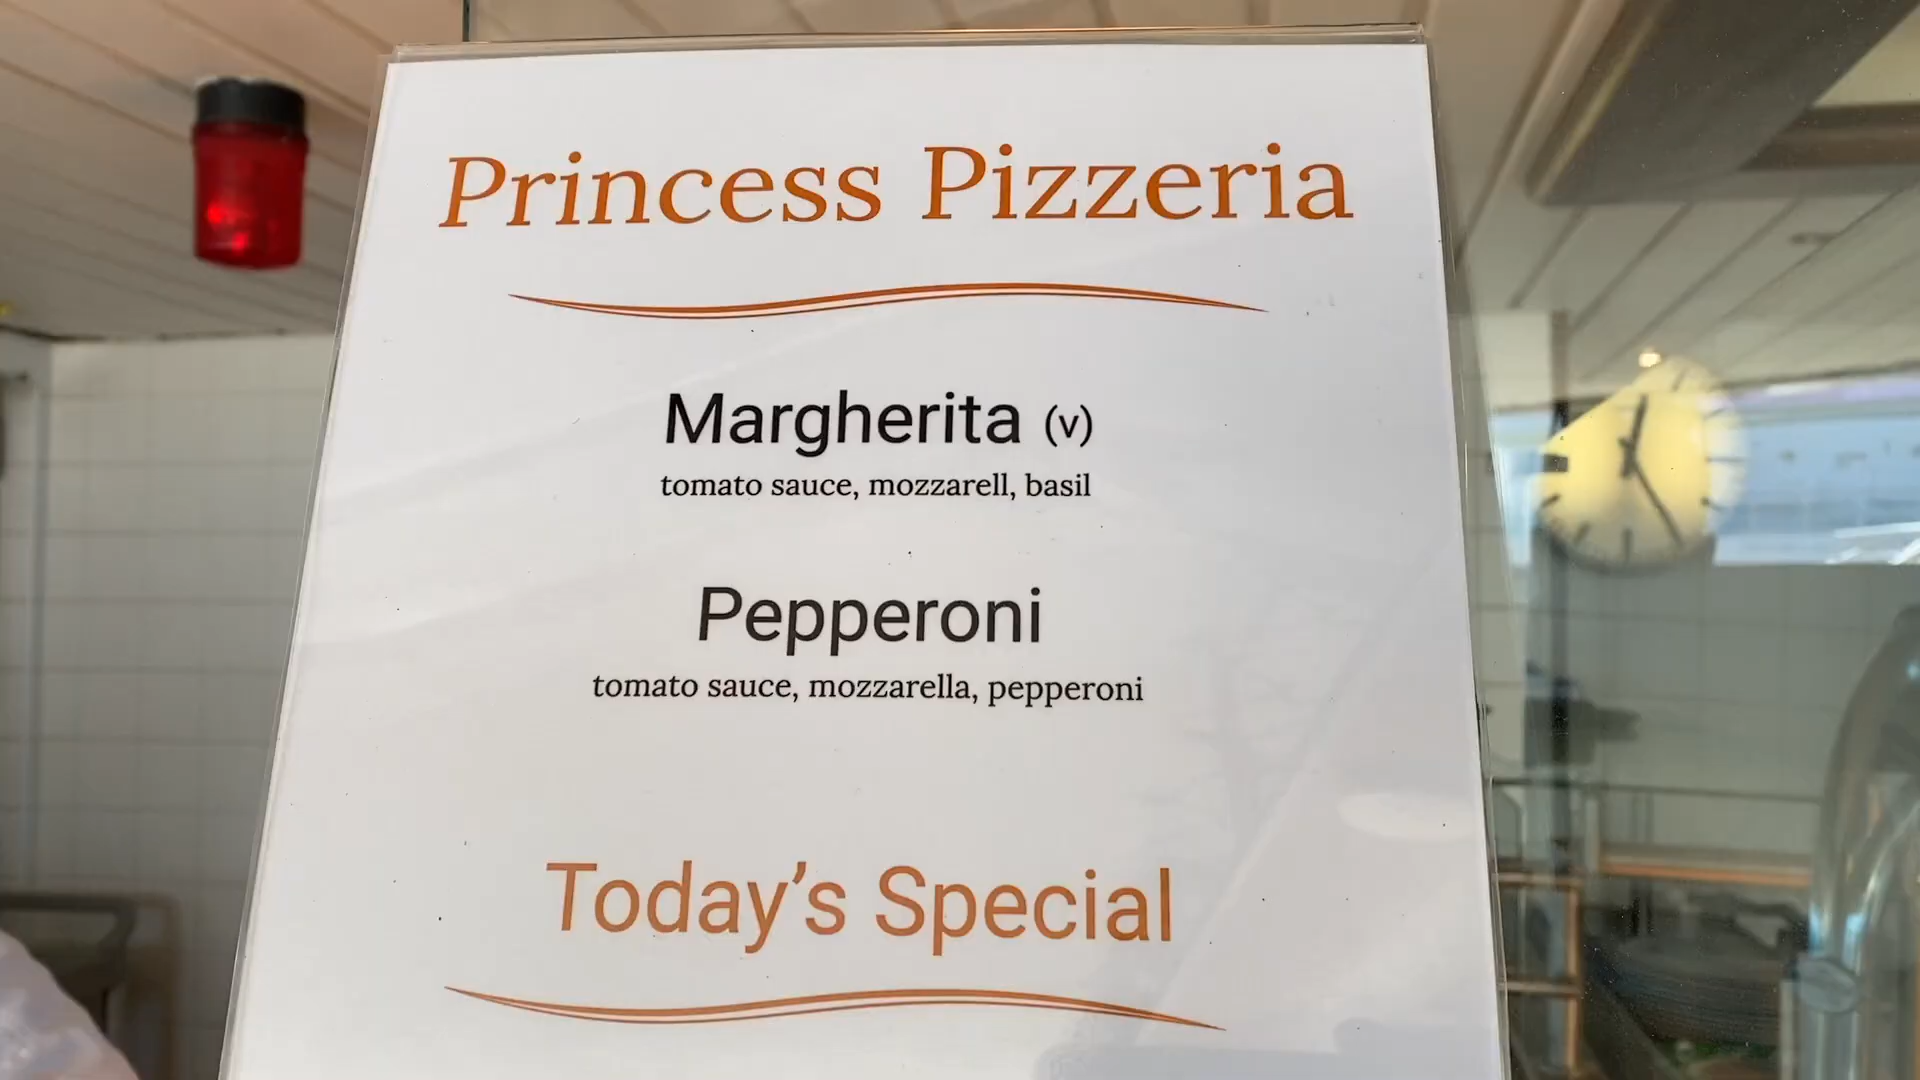 Princess Pizzeria
Margherita (v)
tomato sauce, mozzarell, basil
Pepperoni
tomato sauce, mozzarella, pepperoni
Today’s Special